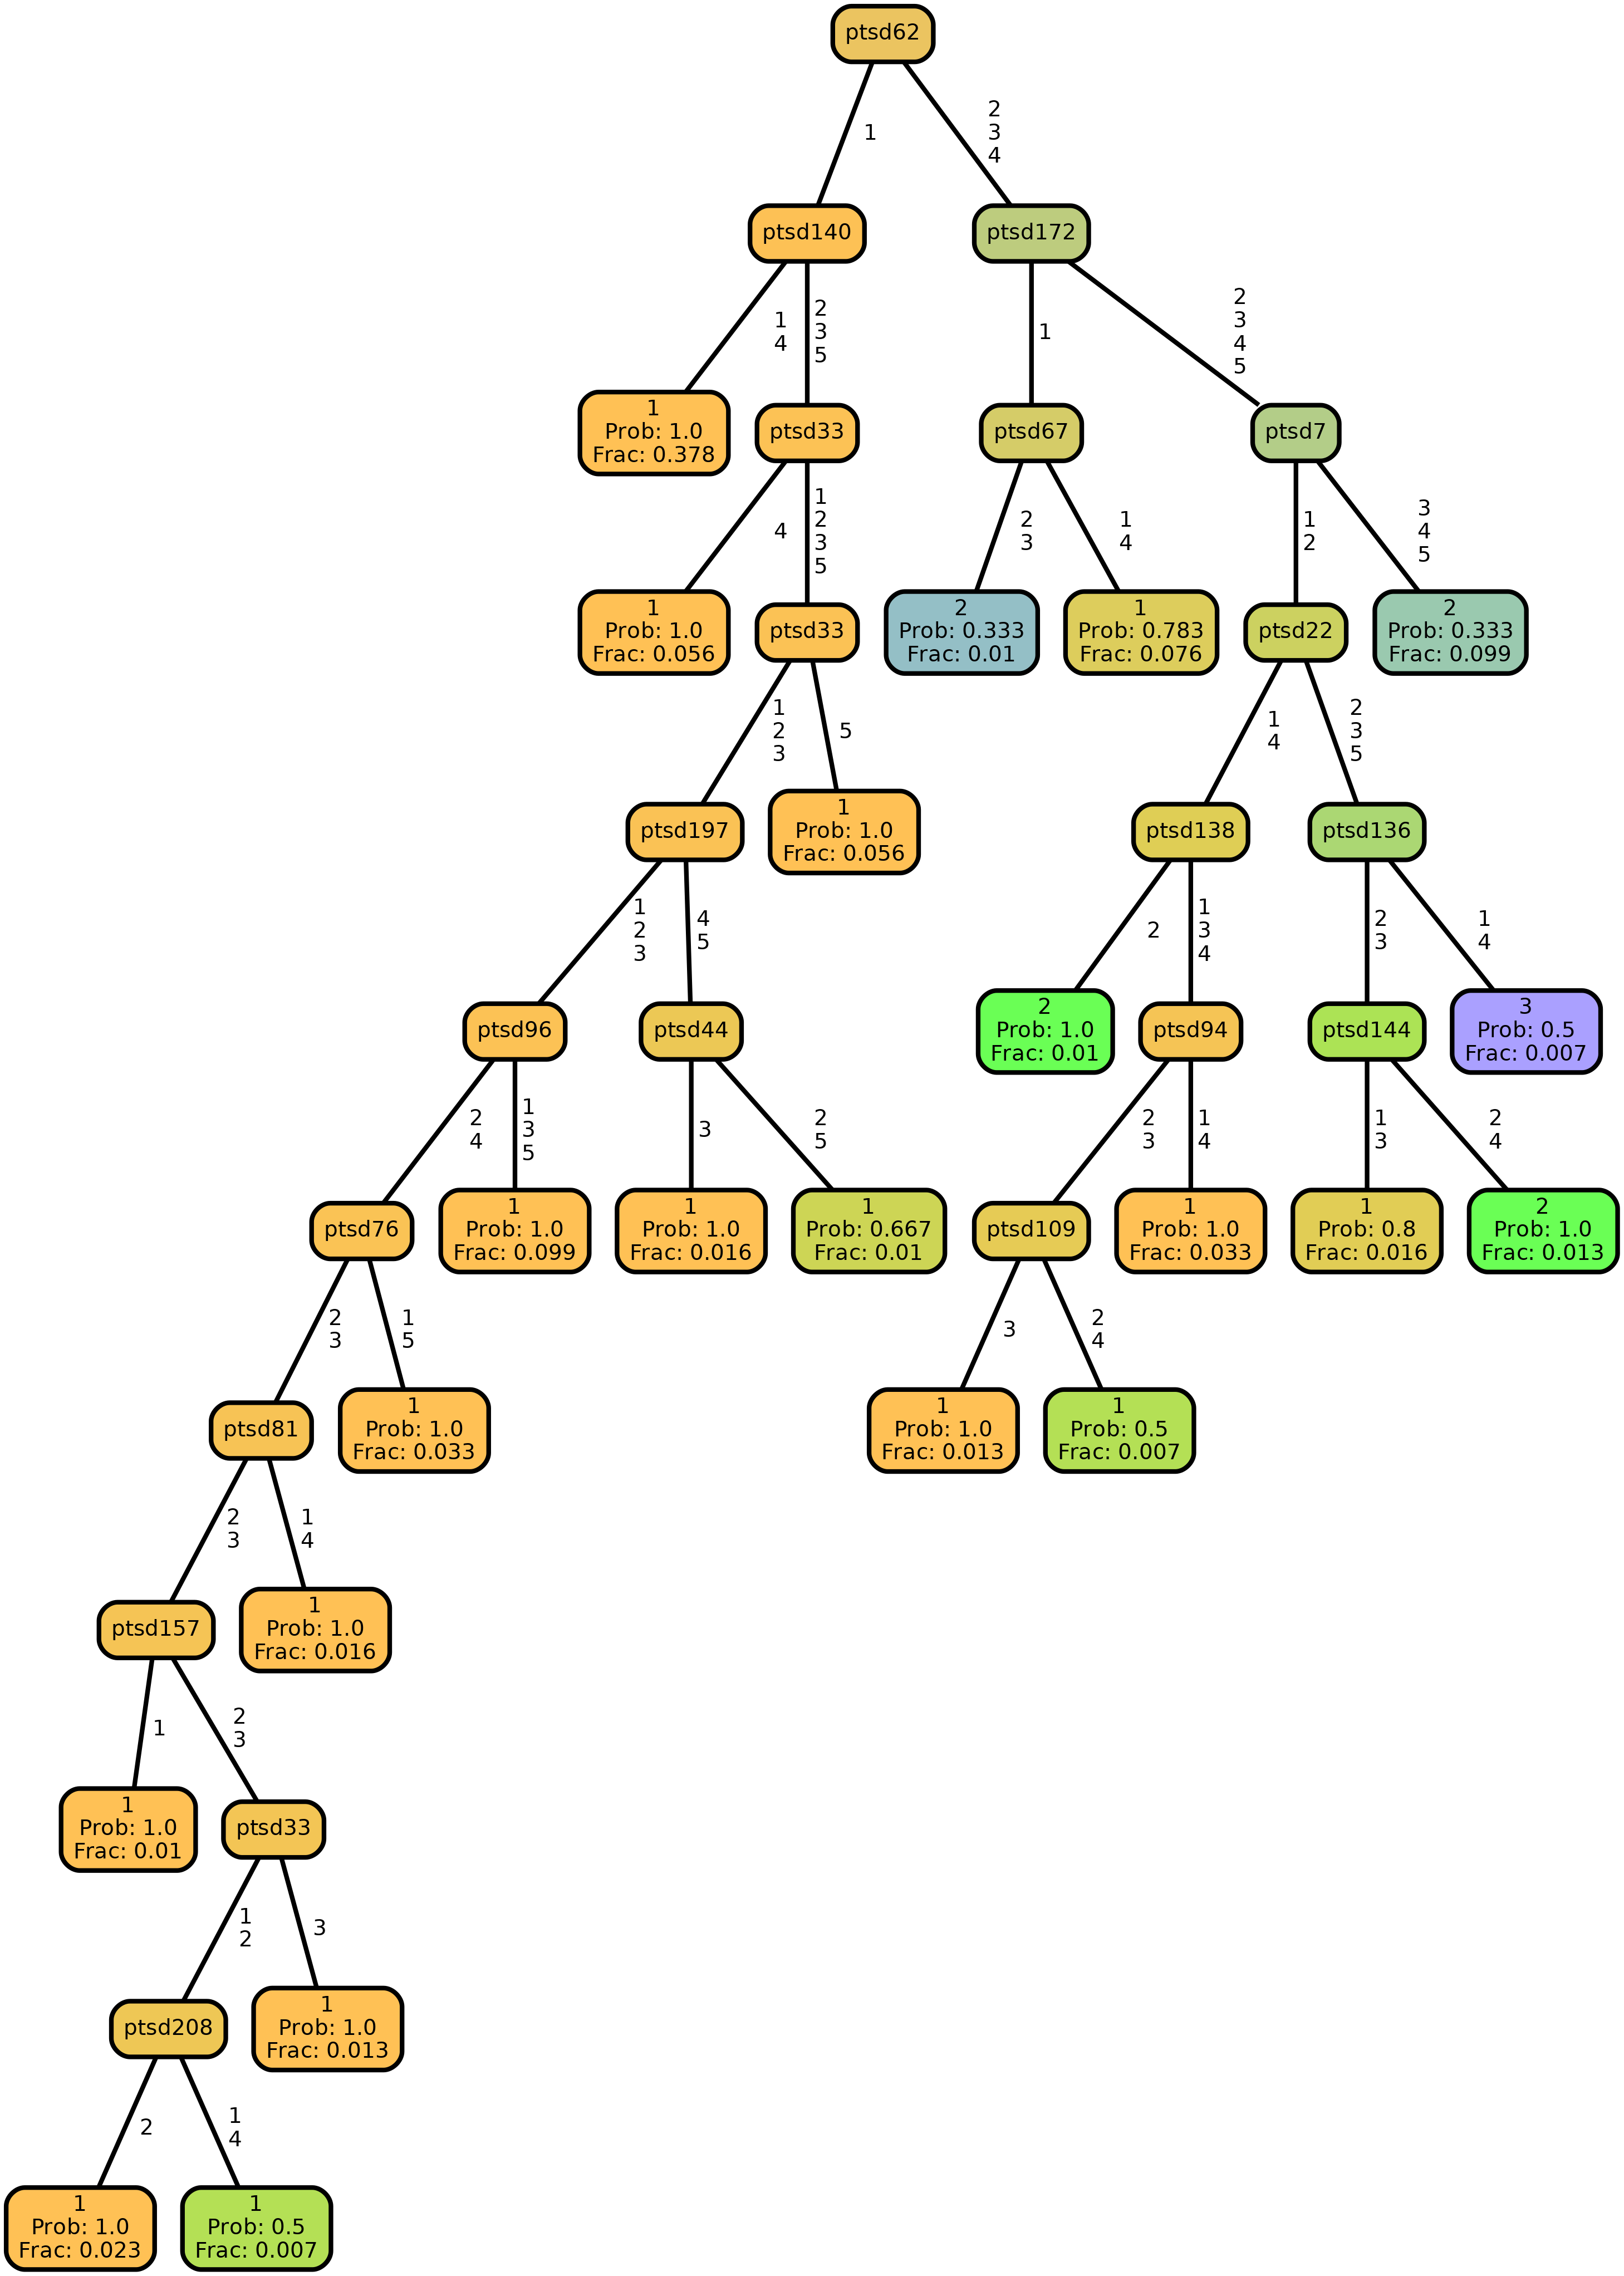 ptsd62
1
2
3
4
ptsd140
ptsd172
1
4
2
3
5
1
2
3
4
5
1
Prob: 1.0
Frac: 0.378
ptsd33
ptsd67
ptsd7
4
1
2
3
5
2
3
1
4
1
2
3
4
5
1
Prob: 1.0
Frac: 0.056
ptsd33
2
Prob: 0.333
Frac: 0.01
1
Prob: 0.783
Frac: 0.076
ptsd22
2
Prob: 0.333
Frac: 0.099
1
2
3
5
1
4
2
3
5
ptsd197
1
Prob: 1.0
Frac: 0.056
ptsd138
ptsd136
1
2
3
4
5
2
1
3
4
2
3
1
4
ptsd96
ptsd44
2
Prob: 1.0
Frac: 0.01
ptsd94
ptsd144
3
Prob: 0.5
Frac: 0.007
2
4
1
3
5
3
2
5
2
3
1
4
1
3
2
4
ptsd76
1
Prob: 1.0
Frac: 0.099
1
Prob: 1.0
Frac: 0.016
1
Prob: 0.667
Frac: 0.01
ptsd109
1
Prob: 1.0
Frac: 0.033
1
Prob: 0.8
Frac: 0.016
2
Prob: 1.0
Frac: 0.013
2
3
1
5
3
2
4
ptsd81
1
Prob: 1.0
Frac: 0.033
1
Prob: 1.0
Frac: 0.013
1
Prob: 0.5
Frac: 0.007
2
3
1
4
ptsd157
1
Prob: 1.0
Frac: 0.016
1
2
3
1
Prob: 1.0
Frac: 0.01
ptsd33
1
2
3
ptsd208
1
Prob: 1.0
Frac: 0.013
2
1
4
1
Prob: 1.0
Frac: 0.023
1
Prob: 0.5
Frac: 0.007